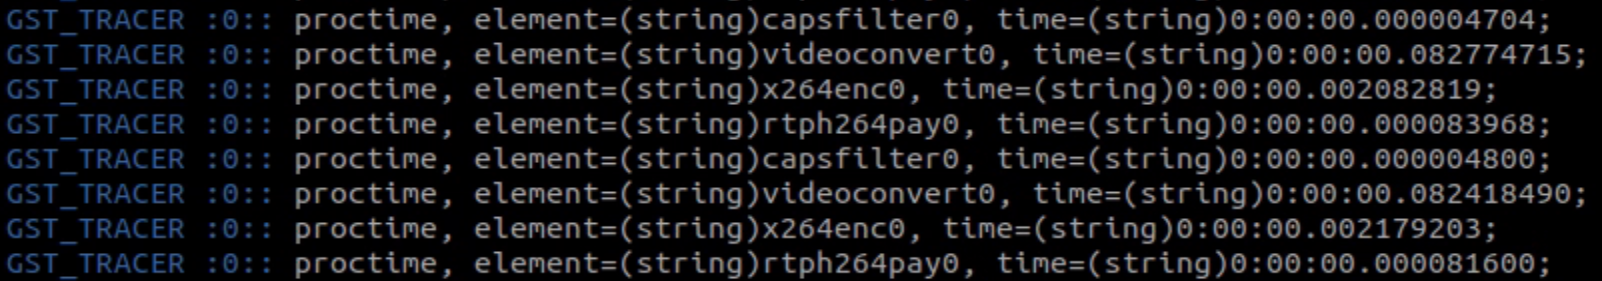 GST_TRACER :0:: proctime, element=(string)capsfilter0, time=(string)0:00:00.000004704;
GST_TRACER :0:: proctime, element=(string)videoconvert0, time=(string)0:00:00.082774715;
GST_TRACER :0:: proctime, element=(string)x264enc0, time=(string)0:00:00.002082819;
GST_TRACER :0:: proctime, element=(string)rtph264pay0, time=(string)0:00:00.000083968;
GST_TRACER :0:: proctime, element=(string)capsfilter0, time=(string)0:00:00.000004800;
GST_TRACER :0:: proctime, element=(string)videoconvert0, time=(string)0:00:00.082418490;
GST_TRACER :0:: proctime, element=(string)x264enc0, time=(string)0:00:00.002179203;
GST_TRACER :0:: proctime, element=(string)rtph264pay0, time=(string)0:00:00.000081600;